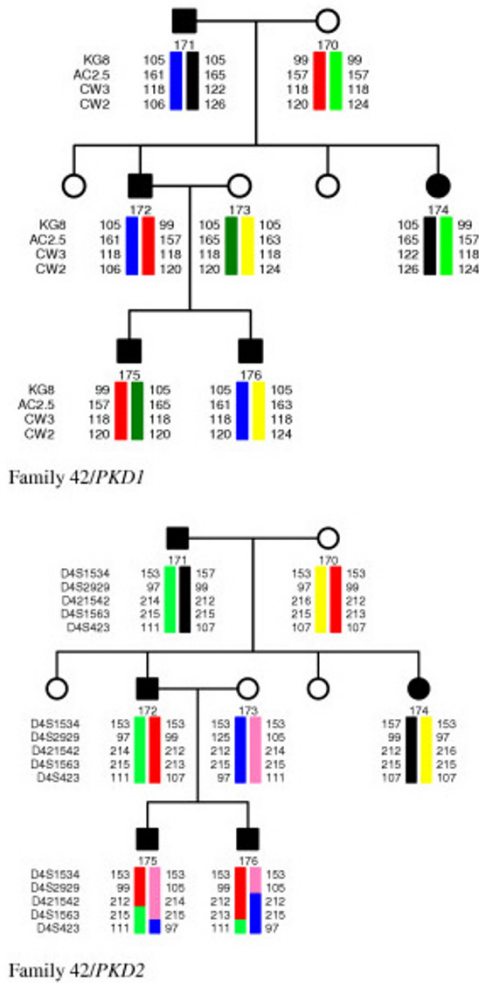 171 170
KG8 105 105 99 99
AC2.5 161 165 157 157
CW3 118 122 118 118
CW2 106 126 120 124
172 173 174
KG8 105 99 105 105 105 99
AC2.5 161 157 165 163 165 157
CW3 118 118 118 118 122 118
CW2 106 120 120 124 126 124
175 176
KG8 99 105 105 105
AC2.5 157 165 161 163
CW3 118 118 118 118
CW2 120 120 120 124
Family 42/PKD1
171 170
D4S1534 153 157 153 153
D4S2929 97 99 97 99
D421542 214 212 216 212
D4S1563 215 215 215 213
D4S423 111 107 107 107
172 173 174
D4S1534 153 153 153 153 157 153
D4S2929 97 99 125 105 99 97
D421542 214 212 212 214 212 216
D4S1563 215 213 215 215 215 215
D4S423 111 107 97 111 107 107
175 176
D4S1534 153 153 153 153
D4S2929 99 105 99 105
D421542 212 214 212 212
D4S1563 215 215 213 215
D4S423 111 97 111 97
Family 42/PKD2